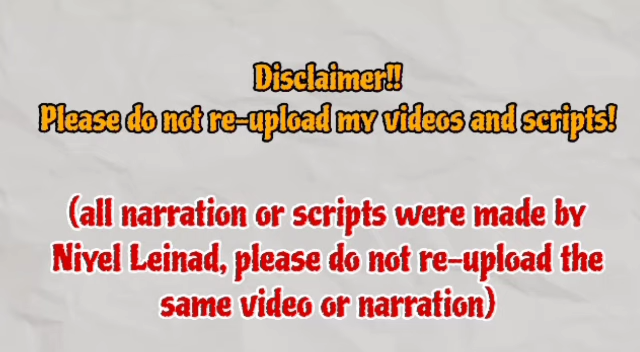 Disclaimer!!
Please do not re-upload my videos and scripts!
(all narration or scripts were made by
Nivel Leinad, please do not re-upload the
same video or narration)